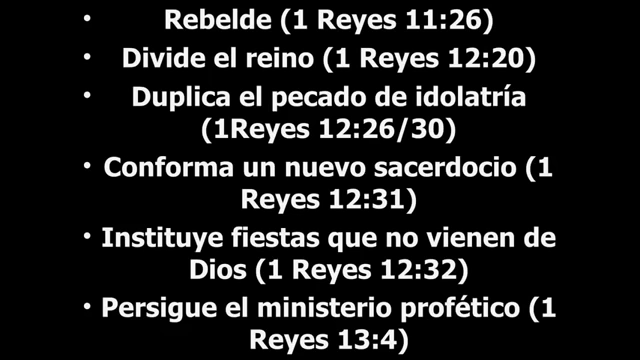 • Rebelde (1 Reyes 11:26)
• Divide el reino (1 Reyes 12:20)
• Duplica el pecado de idolatría
(1Reyes 12:26/30)
• Conforma un nuevo sacerdocio (1
Reyes 12:31)
• Instituye fiestas que no vienen de
Dios (1 Reyes 12:32)
• Persigue el ministerio profético (1
Reyes 13:4)